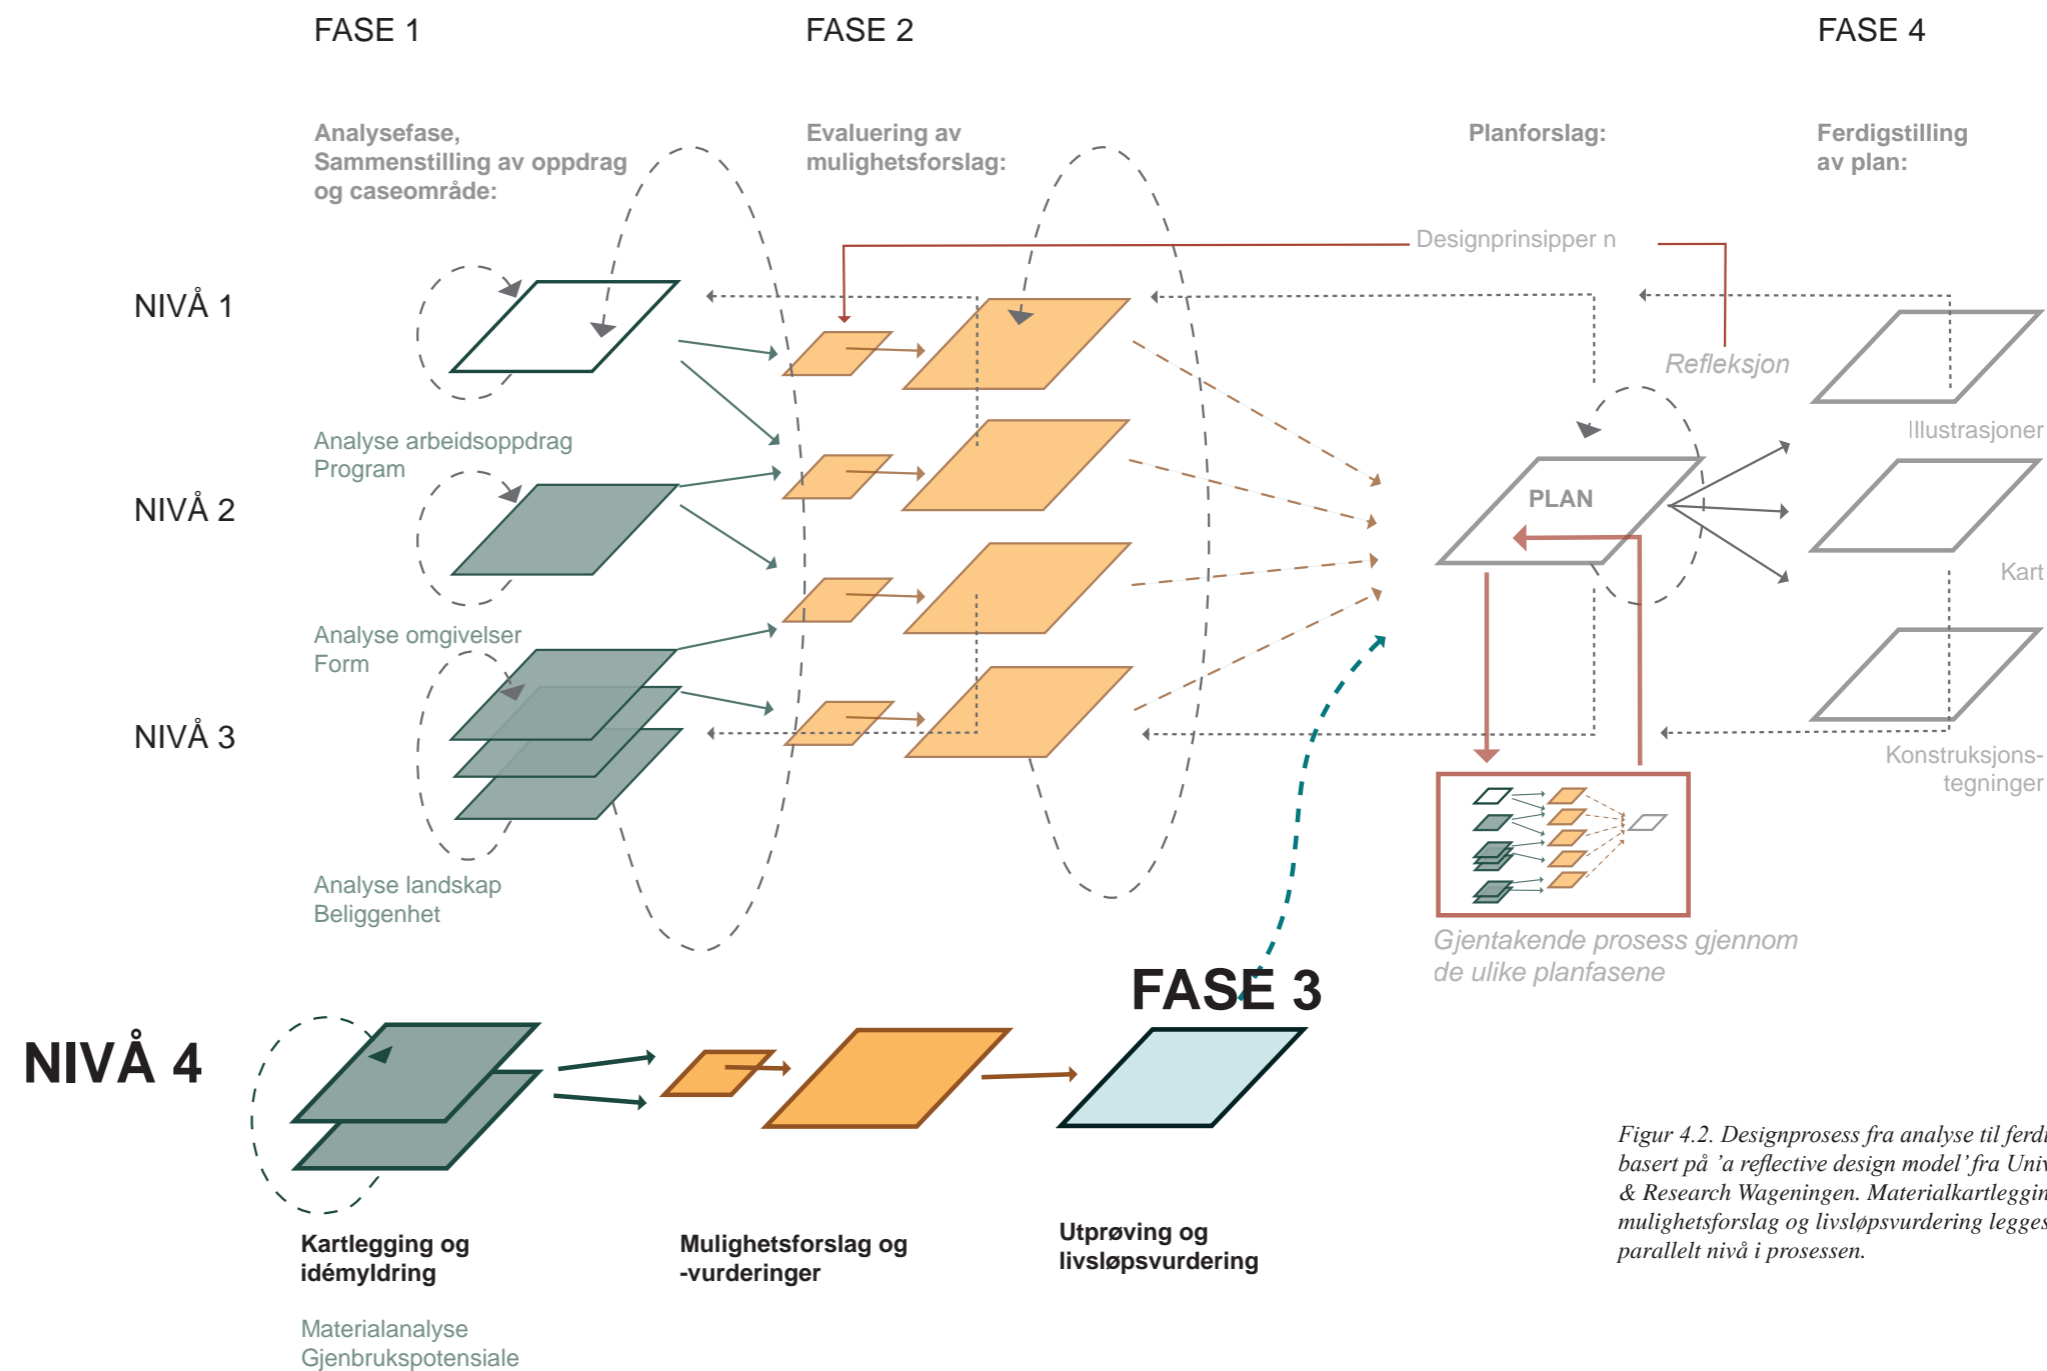 FASE 1
FASE 2
FASE 4
Analysefase,
Sammenstilling av oppdrag
og caseområde:
Evaluering av
mulighetsforslag:
Planforslag:
Ferdigstilling
av plan:
Designprinsipper n
NIVÅ 1
Refleksjon
Analyse arbeidsoppdrag
Program
Illustrasjoner
NIVÅ 2
PLAN
Kart
Analyse omgivelser
Form
NIVÅ 3
Konstruksjons-
tegninger
Analyse landskap
Beliggenhet
Gjentakende prosess gjennom
de ulike planfasene
FASE 3
NIVÅ 4
Kartlegging og
idémyldring
Mulighetsforslag og
-vurderinger
Utprøving og
livsløpsvurdering
Materialanalyse
Gjenbrukspotensiale
Figur 4.2. Designprosess fra analyse til
basert på ’a reflective design model’ fra
& Research Wageningen.
mulighetsforslag og livsløpsvurdering
parallelt nivå i prosessen.